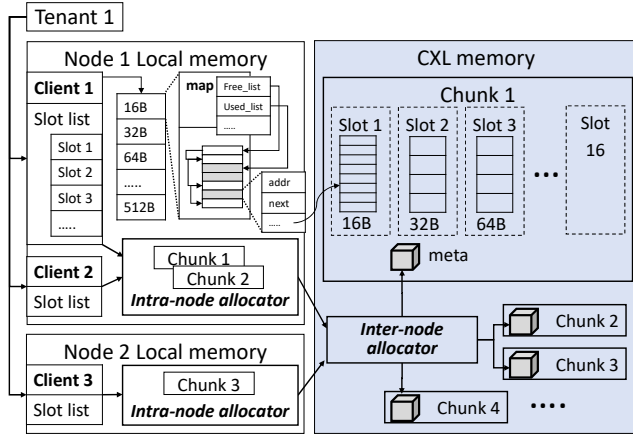 Tenant 1
Node 1 Local memory
Client 1
Slot list
Slot 1
Slot 2
Slot 3
.....
16B
32B
64B
.....
512B
map
Free_list
Used_list
.....
addr
next
.....
Client 2
Slot list
Chunk 1
Chunk 2
Intra-node allocator
Node 2 Local memory
Client 3
Slot list
Chunk 3
Intra-node allocator
CXL memory
Chunk 1
Slot 1
Slot 2
Slot 3
...
Slot
16
16B
32B
64B
meta
Inter-node
allocator
Chunk 2
Chunk 3
Chunk 4
....